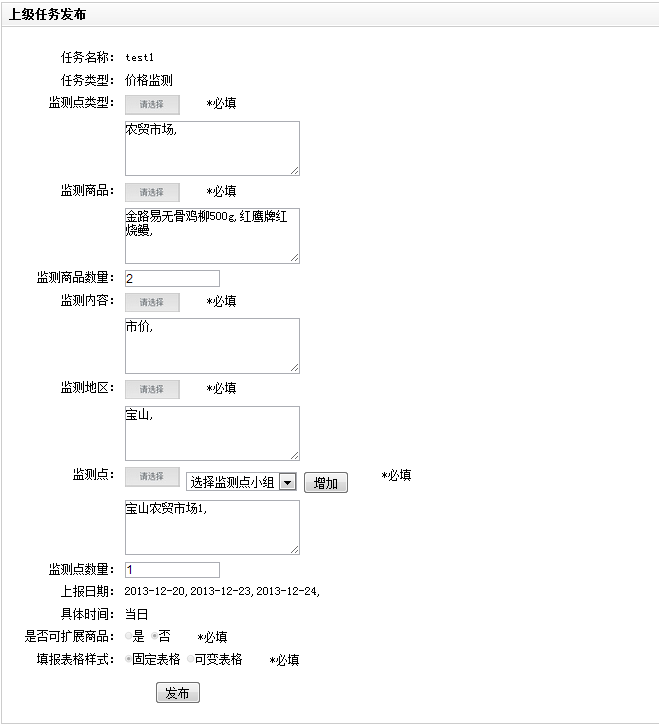 上级任务发布
任务名称: test1
任务类型: 价格监测
监测点类型: 请选择 *必填
农贸市场,
监测商品: 请选择 *必填
金路易无骨鸡柳500g,红鹰牌红
烧鳗,
监测商品数量: 2
监测内容: 请选择 *必填
市价,
监测地区: 请选择 *必填
宝山,
监测点: 请选择 选择监测点小组 增加 *必填
宝山农贸市场1,
监测点数量: 1
上报日期: 2013-12-20,2013-12-23,2013-12-24,
具体时间: 当日
是否可扩展商品: 是 否 *必填
填报表格样式: 固定表格 可变表格 *必填
发布